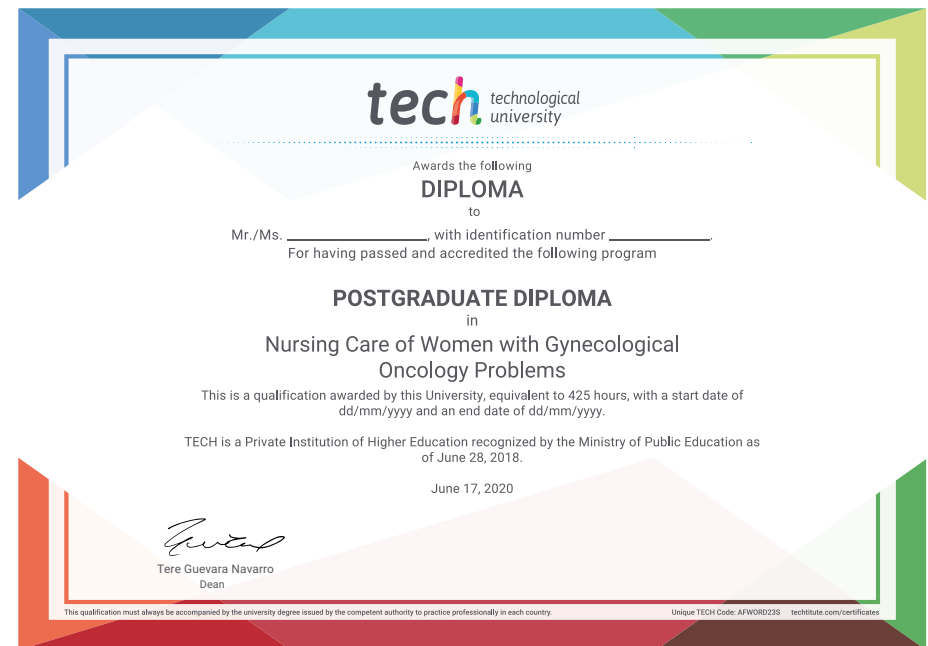 tech technological
university
Awards the following
DIPLOMA
to
Mr./Ms. ____________, with identification number ____________.
For having passed and accredited the following program
POSTGRADUATE DIPLOMA
in
Nursing Care of Women with Gynecological
Oncology Problems
This is a qualification awarded by this University, equivalent to 425 hours, with a start date of
dd/mm/yyyy and an end date of dd/mm/yyyy.
TECH is a Private Institution of Higher Education recognized by the Ministry of Public Education as
of June 28, 2018.
June 17, 2020
Tere Guevara Navarro
Dean
This qualification must always be accompanied by the university degree issued by the competent authority to practice professionally in each country.
Unique TECH Code: AFWORD23S techtitute.com/certificates